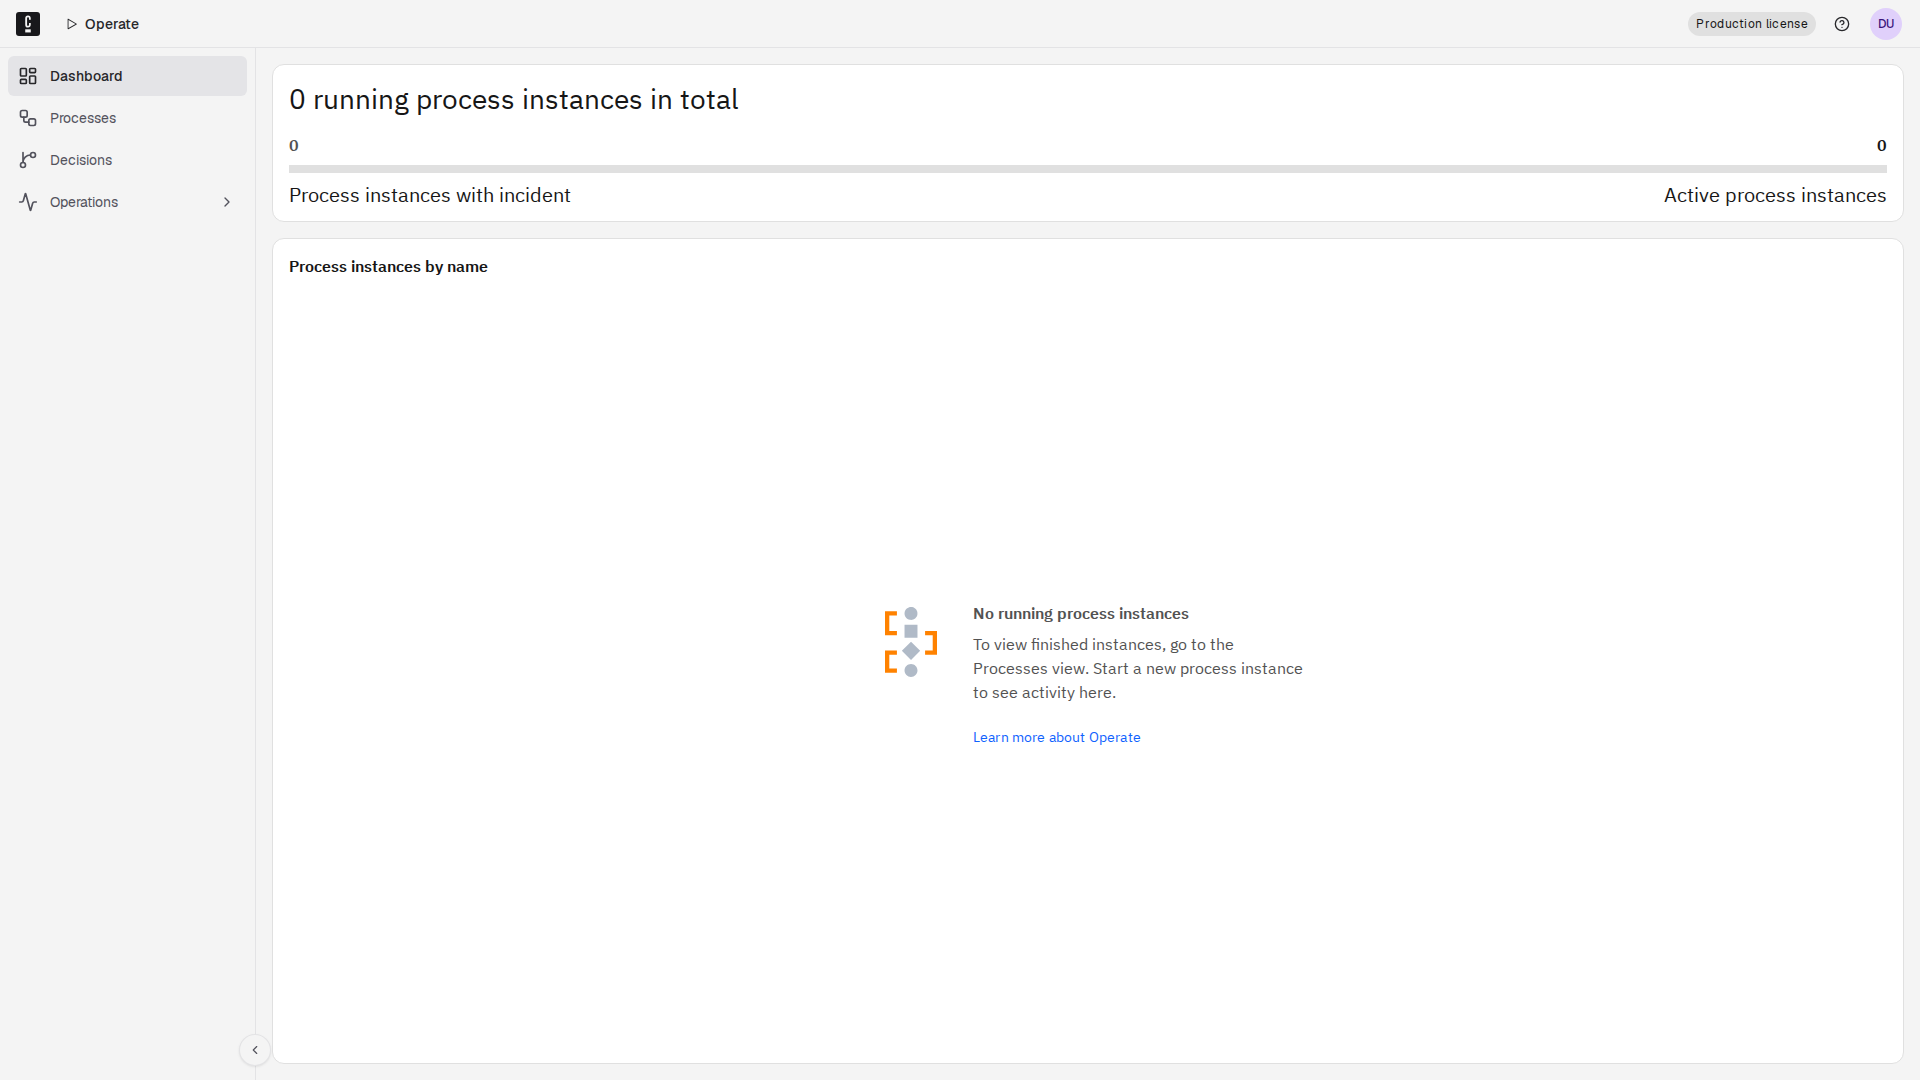 Operate
Production license
DU
Dashboard
Processes
Decisions
Operations
0 running process instances in total
0
0
Process instances with incident
Active process instances
Process instances by name
No running process instances
To view finished instances, go to the
Processes view. Start a new process instance
to see activity here.
Learn more about Operate